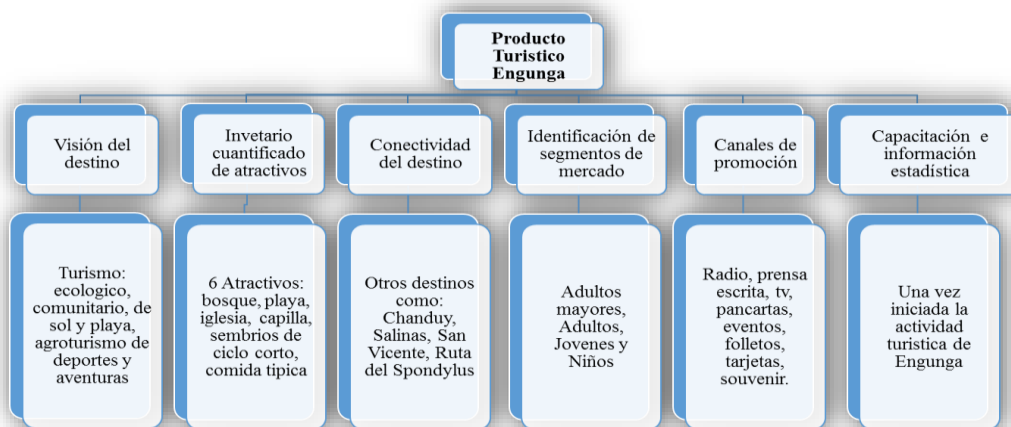 Producto
Turistico
Engunga
Visión del
destino
Invetario
cuantificado
de atractivos
Conectividad
del destino
Identificación de
segmentos de
mercado
Canales de
promoción
Capacitación e
información
estadística
Turismo:
ecologico,
comunitario, de
sol y playa,
agroturismo de
deportes y
aventuras
6 Atractivos:
bosque, playa,
iglesia, capilla,
sembrios de
ciclo corto,
comida tipica
Otros destinos
como:
Chanduy,
Salinas, San
Vicente, Ruta
del Spondylus
Adultos
mayores,
Adultos,
Jovenes y
Niños
Radio, prensa
escrita, tv,
pancartas,
eventos,
folletos,
tarjetas,
souvenir.
Una vez
iniciada la
actividad
turistica de
Engunga